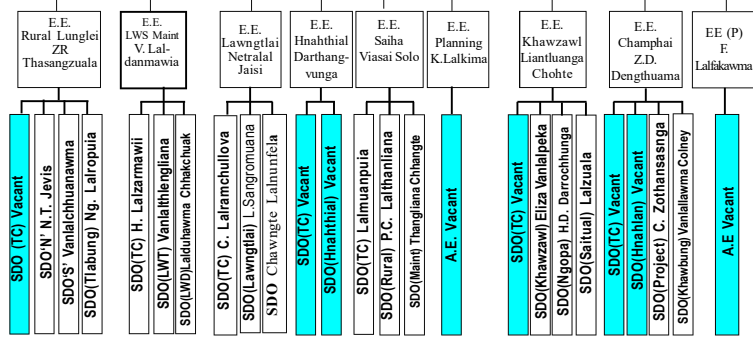 E.E.
Rural Lunglei
ZR
Thasangzuala
E.E.
LWS Maint
V. Lal-
danmawia
E.E.
Lawngtlai
Netralal
Jaisi
E.E.
Hnahthial
Darthang-
vunga
E.E.
Saiha
Viasai Solo
E.E.
Planning
K.Lalkima
E.E.
Khawzawl
Liantluanga
Chohte
E.E.
Champhai
Z.D.
Dengthuama
EE (P)
F.
Lalfakawma
SDO (TC) Vacant
SDO'N' N.T. Jevis
SDO'S' Vanlalchhuanawma
SDO(Tlabung) Ng. Lalropuia
SDO(TC) H. Lalzarmawii
SDO(LWT) Vanlathlengliana
SDO(LWD)Lalduhawma Chhakchuak
SDO(TC) C. Lalramchullova
SDO(Lawngtlai) L.Sangromuana
SDO Chawngte Lalnunfela
SDO(TC) Vacant
SDO(Hnahthial) Vacant
SDO(TC) Lalmuanpuia
SDO(Rural) P.C. Lalthanliana
SDO(Maint) Thangliana Chhangte
A.E. Vacant
SDO(TC) Vacant
SDO(Khawzawl) Eliza Vanlalpeka
SDO(Ngopa) H.D. Darrochhunga
SDO(Saitual) Lalzuala
SDO(TC) Vacant
SDO(Hnahlan) Vacant
SDO(Project) C. Zothansasnga
SDO(Khawbung) Vanlallawma Colney
A.E Vacant